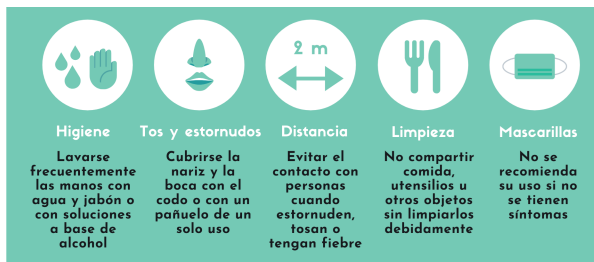 2 m
Higiene
Lavarse
frecuentemente
las manos con
agua y jabón o
con soluciones
a base de
alcohol
Tos y estornudos
Cubrirse la
nariz y la
boca con el
codo o con un
pañuelo de un
solo uso
Distancia
Evitar el
contacto con
personas
cuando
estornuden,
tosan o
tengan fiebre
Limpieza
No compartir
comida,
utensilios u
otros objetos
sin limpiarlos
debidamente
Mascarillas
No se
recomienda
su uso si no
se tienen
síntomas